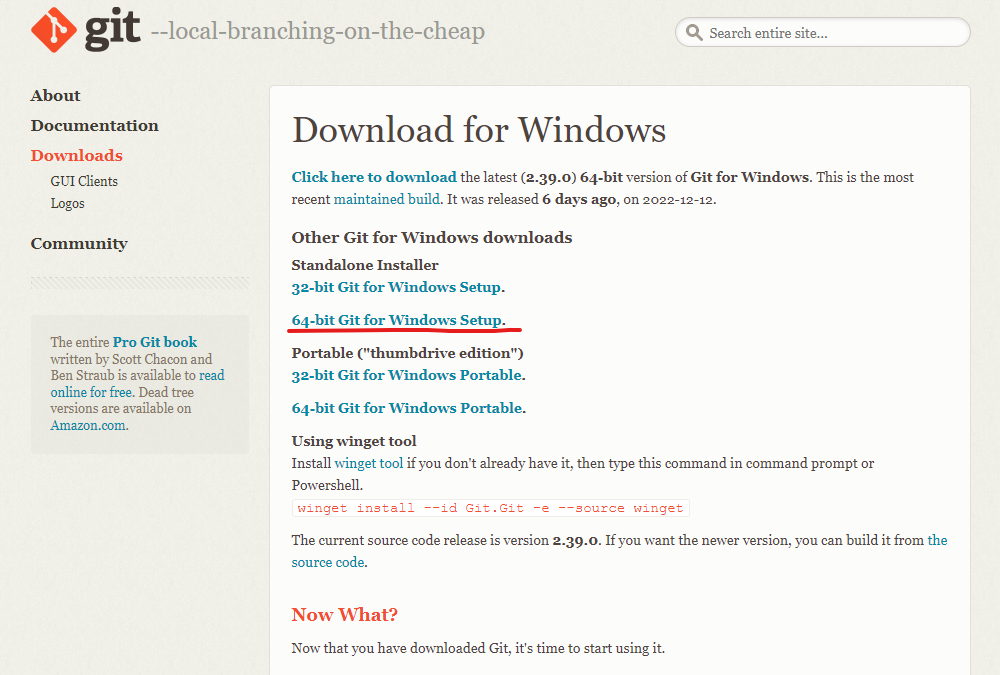 git --local-branching-on-the-cheap
Search entire site...
About
Documentation
Downloads
GUI Clients
Logos
Community
The entire Pro Git book
written by Scott Chacon and
Ben Straub is available to read
online for free. Dead tree
versions are available on
Amazon.com.
Download for Windows
Click here to download the latest (2.39.0) 64-bit version of Git for Windows. This is the most
recent maintained build. It was released 6 days ago, on 2022-12-12.
Other Git for Windows downloads
Standalone Installer
32-bit Git for Windows Setup.
64-bit Git for Windows Setup.
Portable ("thumbdrive edition")
32-bit Git for Windows Portable.
64-bit Git for Windows Portable.
Using winget tool
Install winget tool if you don't already have it, then type this command in command prompt or
Powershell.
winget install --id Git.Git -e --source winget
The current source code release is version 2.39.0. If you want the newer version, you can build it from the
source code.
Now What?
Now that you have downloaded Git, it's time to start using it.